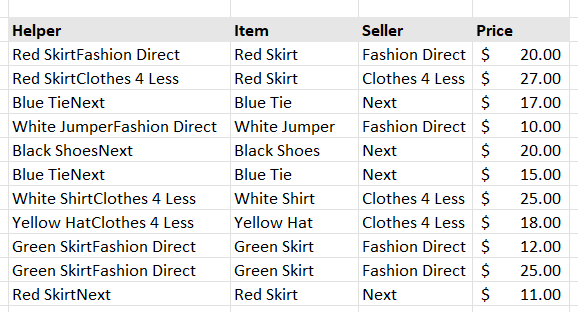 Helper Item Seller Price
Red SkirtFashion Direct Red Skirt Fashion Direct $ 20.00
Red SkirtClothes 4 Less Red Skirt Clothes 4 Less $ 27.00
Blue TieNext Blue Tie Next $ 17.00
White JumperFashion Direct White Jumper Fashion Direct $ 10.00
Black ShoesNext Black Shoes Next $ 20.00
Blue TieNext Blue Tie Next $ 15.00
White ShirtClothes 4 Less White Shirt Clothes 4 Less $ 25.00
Yellow HatClothes 4 Less Yellow Hat Clothes 4 Less $ 18.00
Green SkirtFashion Direct Green Skirt Fashion Direct $ 12.00
Green SkirtFashion Direct Green Skirt Fashion Direct $ 25.00
Red SkirtNext Red Skirt Next $ 11.00